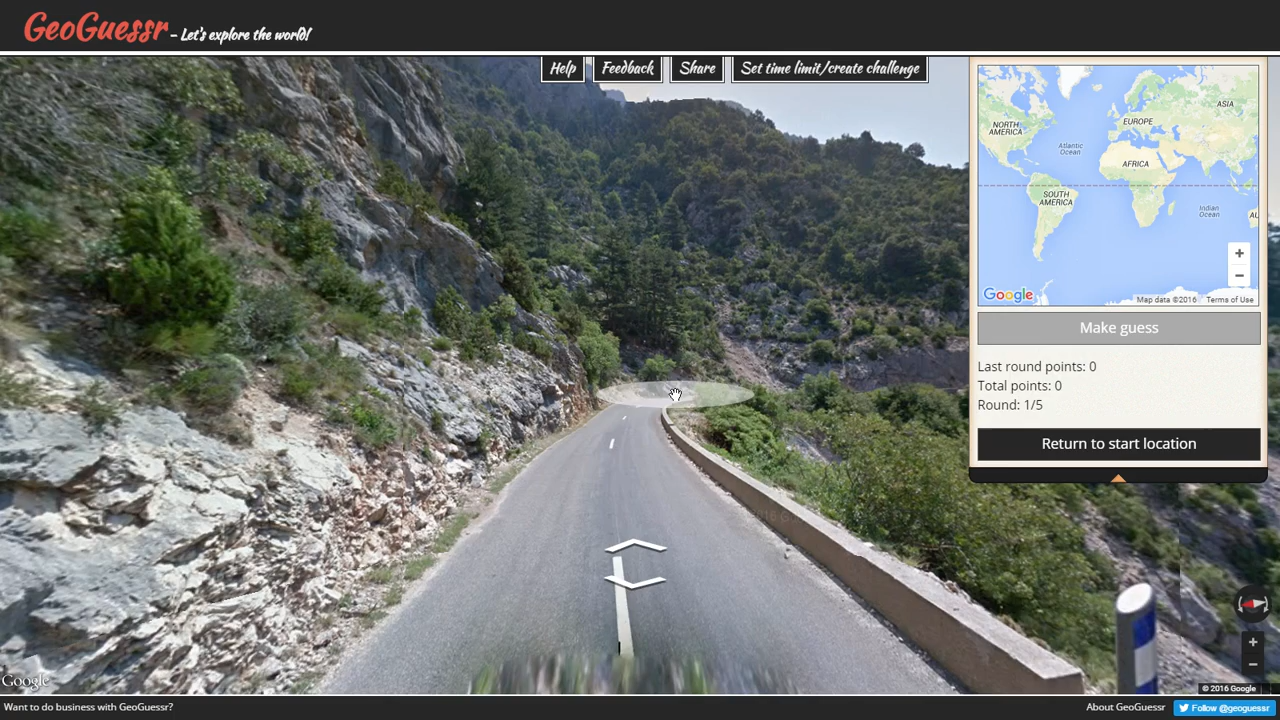 GeoGuessr - Let's explore the world!
Help
Feedback
Share
Set time limit/create challenge
NORTH AMERICA
Atlantic Ocean
EUROPE
ASIA
AFRICA
SOUTH AMERICA
Indian Ocean
AU
+
−
Google
Map data ©2016
Terms of Use
Make guess
Last round points: 0
Total points: 0
Round: 1/5
Return to start location
+
−
Google
© 2016 Google
Want to do business with GeoGuessr?
About GeoGuessr
Follow @geoguessr